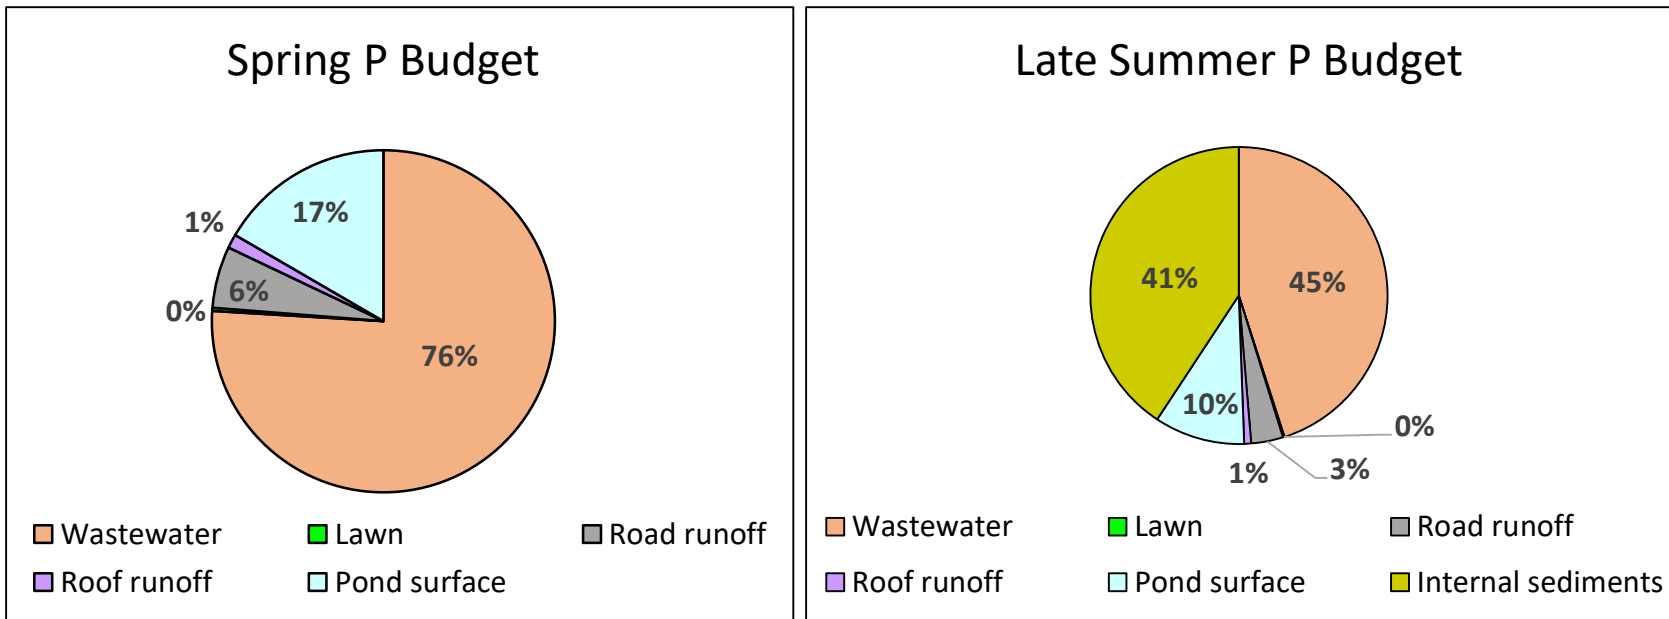 Spring P Budget
17%
1%
6%
0%
76%
Wastewater Lawn Road runoff
Roof runoff Pond surface
Late Summer P Budget
41%
45%
10%
0%
1%
3%
Wastewater Lawn Road runoff
Roof runoff Pond surface Internal sediments